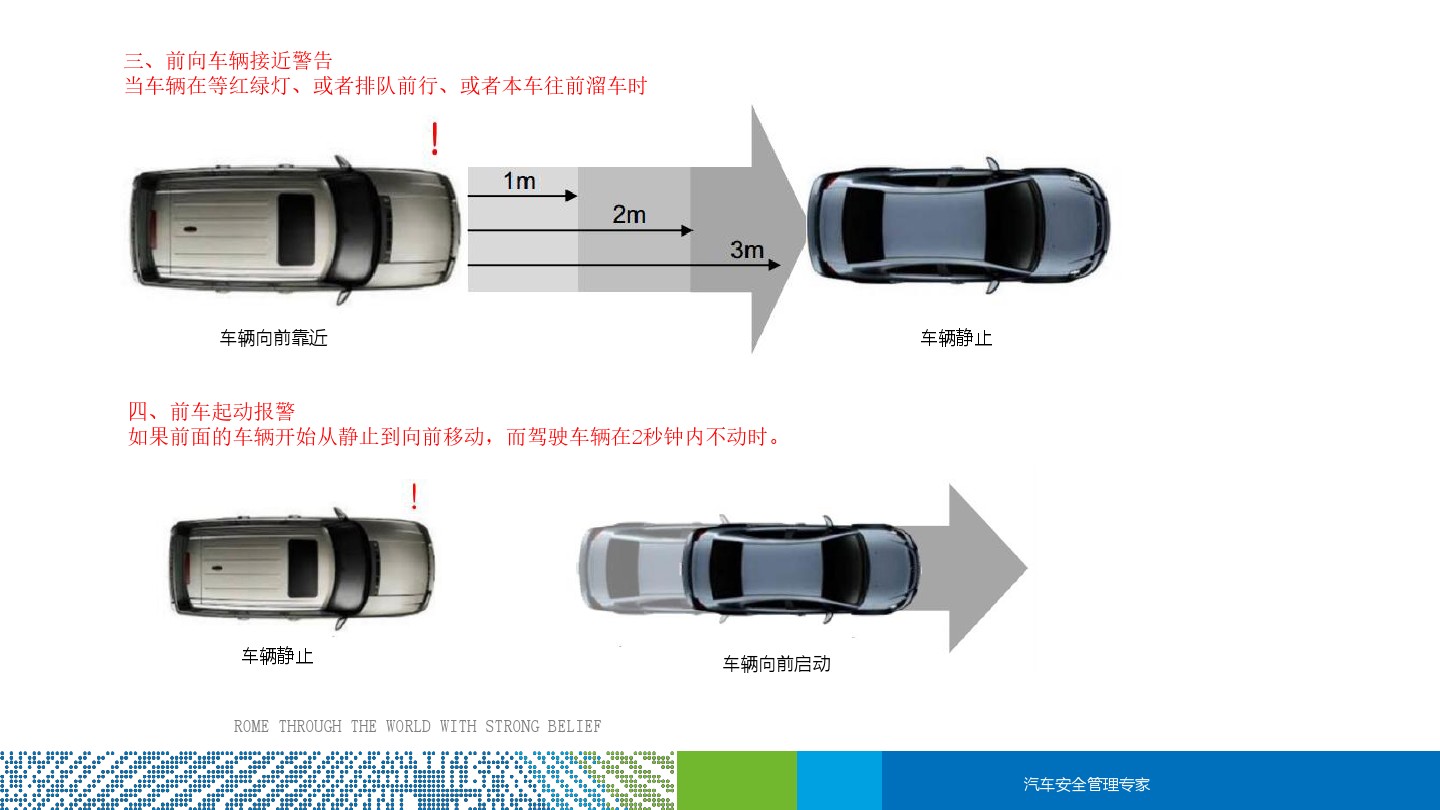 三、前向车辆接近警告
当车辆在等红绿灯、或者排队前行、或者本车往前溜车时
!
1m
2m
3m
车辆向前靠近
车辆静止
四、前车起动报警
如果前面的车辆开始从静止到向前移动，而驾驶车辆在2秒钟内不动时。
!
车辆静止
车辆向前启动
ROME THROUGH THE WORLD WITH STRONG BELIEF
汽车安全管理专家